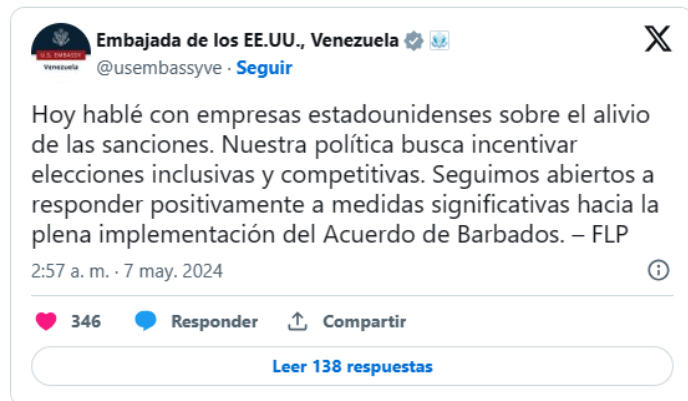 Embajada de los EE.UU., Venezuela
@usembassyve · Seguir
U.S. EMBASSY
Venezuela
Hoy hablé con empresas estadounidenses sobre el alivio
de las sanciones. Nuestra política busca incentivar
elecciones inclusivas y competitivas. Seguimos abiertos a
responder positivamente a medidas significativas hacia la
plena implementación del Acuerdo de Barbados. – FLP
2:57 a. m. · 7 may. 2024
346 Responder Compartir
Leer 138 respuestas